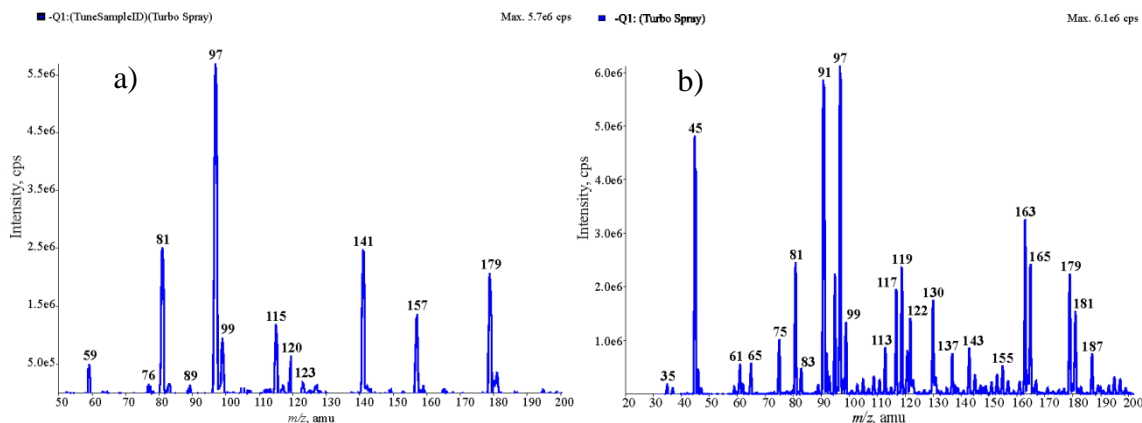 -Q1:(TuneSampleID)(Turbo Spray) Max. 5.7e6 cps
a)
97
5.5e6
4.5e6
3.5e6
2.5e6
1.5e6
5.0e5
Intensity, cps
81
141
179
157
115
99
120
59
76
89
123
50 60 70 80 90 100 110 120 130 140 150 160 170 180 190 200
m/z, amu
-Q1: (Turbo Spray) Max. 6.1e6 cps
b)
97
91
6.0e6
5.0e6
4.0e6
3.0e6
2.0e6
1.0e6
Intensity, cps
45
163
165
81
119
117
179
181
130
122
99
75
113
143
137
187
61
65
83
155
35
20 30 40 50 60 70 80 90 100 110 120 130 140 150 160 170 180 190 200
m/z, amu